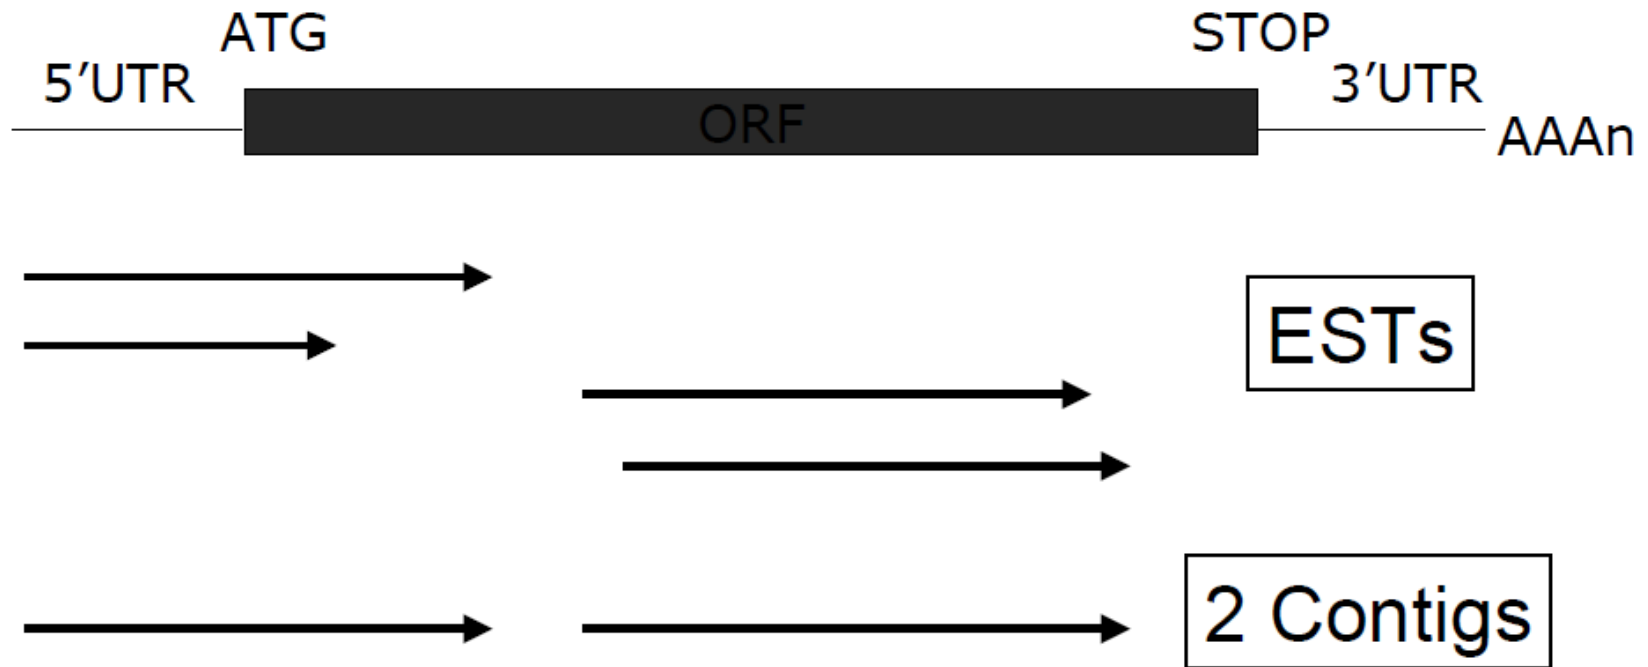 ATG
STOP
5'UTR
3'UTR
ORF
AAAn
ESTs
2 Contigs